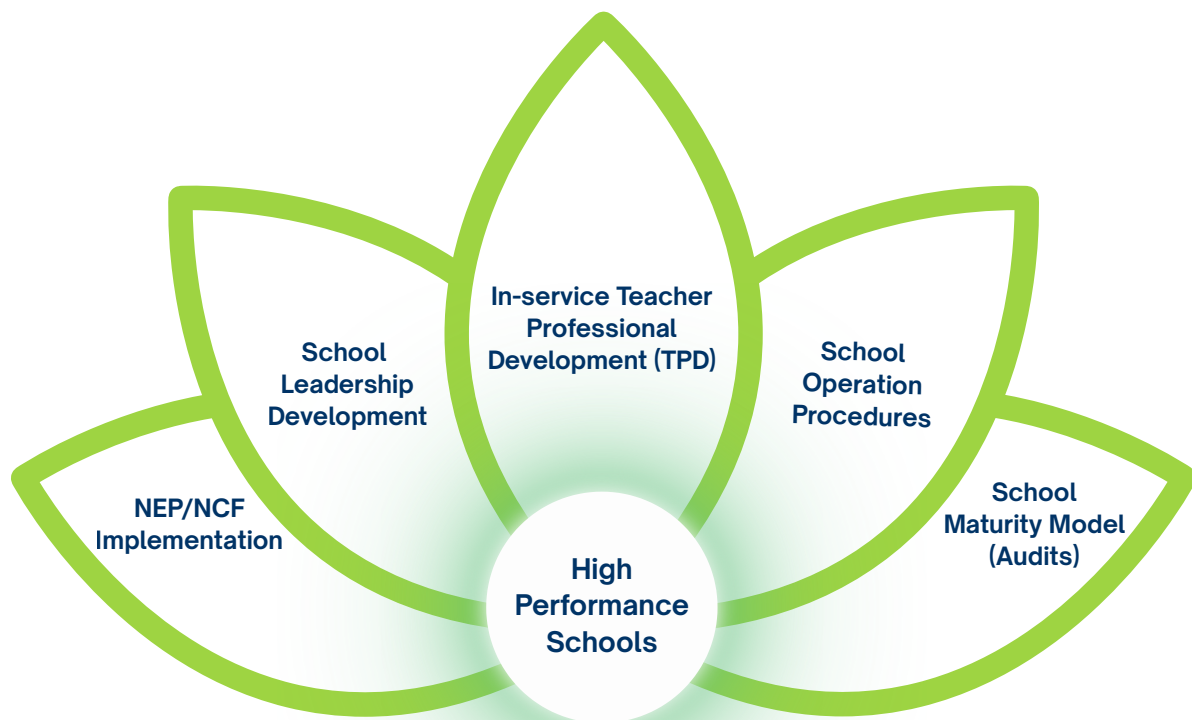 In-service Teacher
Professional
Development (TPD)
School
Leadership
Development
School
Operation
Procedures
NEP/NCF
Implementation
School
Maturity Model
(Audits)
High
Performance
Schools